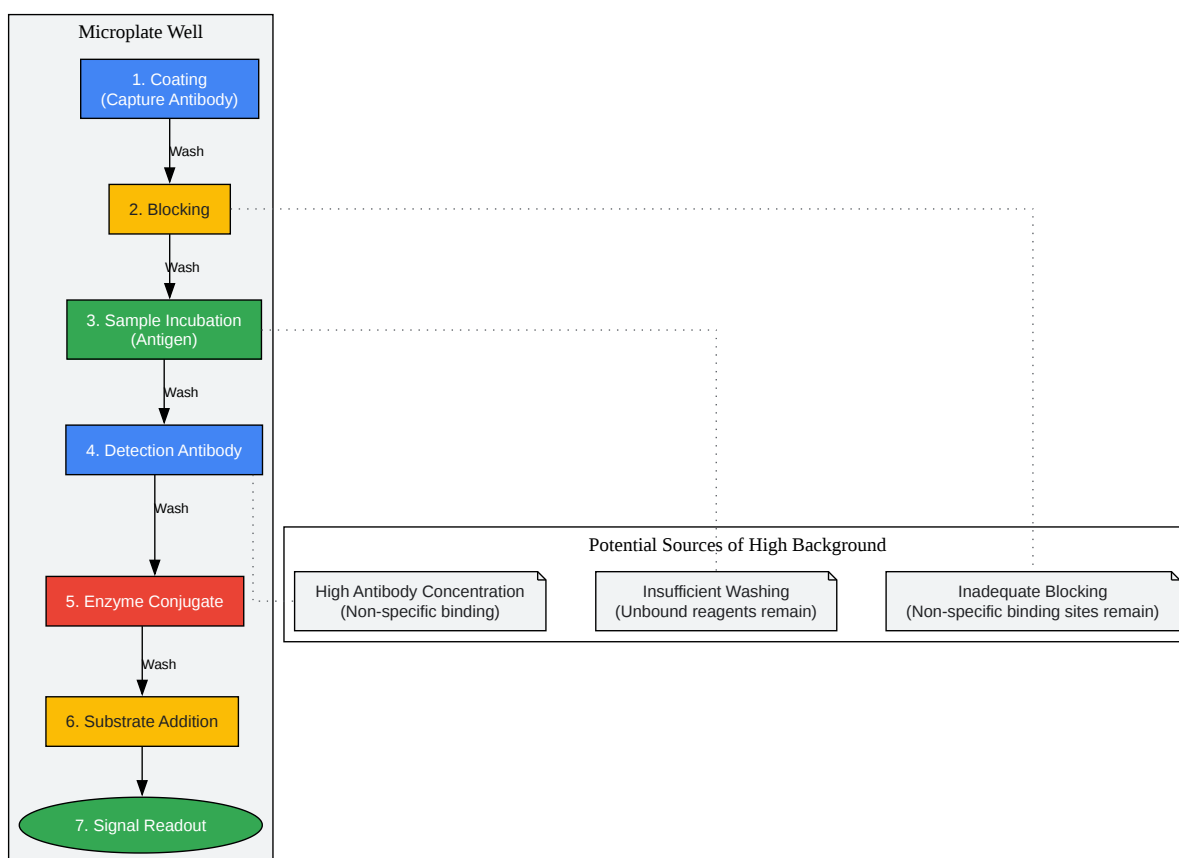 Microplate Well
1. Coating
(Capture Antibody)
Wash
2. Blocking
Wash
3. Sample Incubation
(Antigen)
Wash
4. Detection Antibody
Wash
Potential Sources of High Background
High Antibody Concentration
(Non-specific binding)
Insufficient Washing
(Unbound reagents remain)
Inadequate Blocking
(Non-specific binding sites remain)
5. Enzyme Conjugate
Wash
6. Substrate Addition
7. Signal Readout